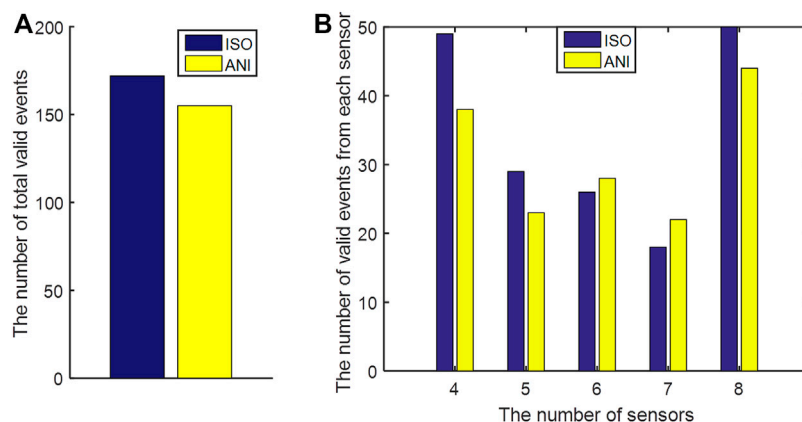 A
The number of total valid events
200
150
100
50
0
ISO
ANI
B
The number of valid events from each sensor
50
40
30
20
10
0
ISO
ANI
4 5 6 7 8
The number of sensors